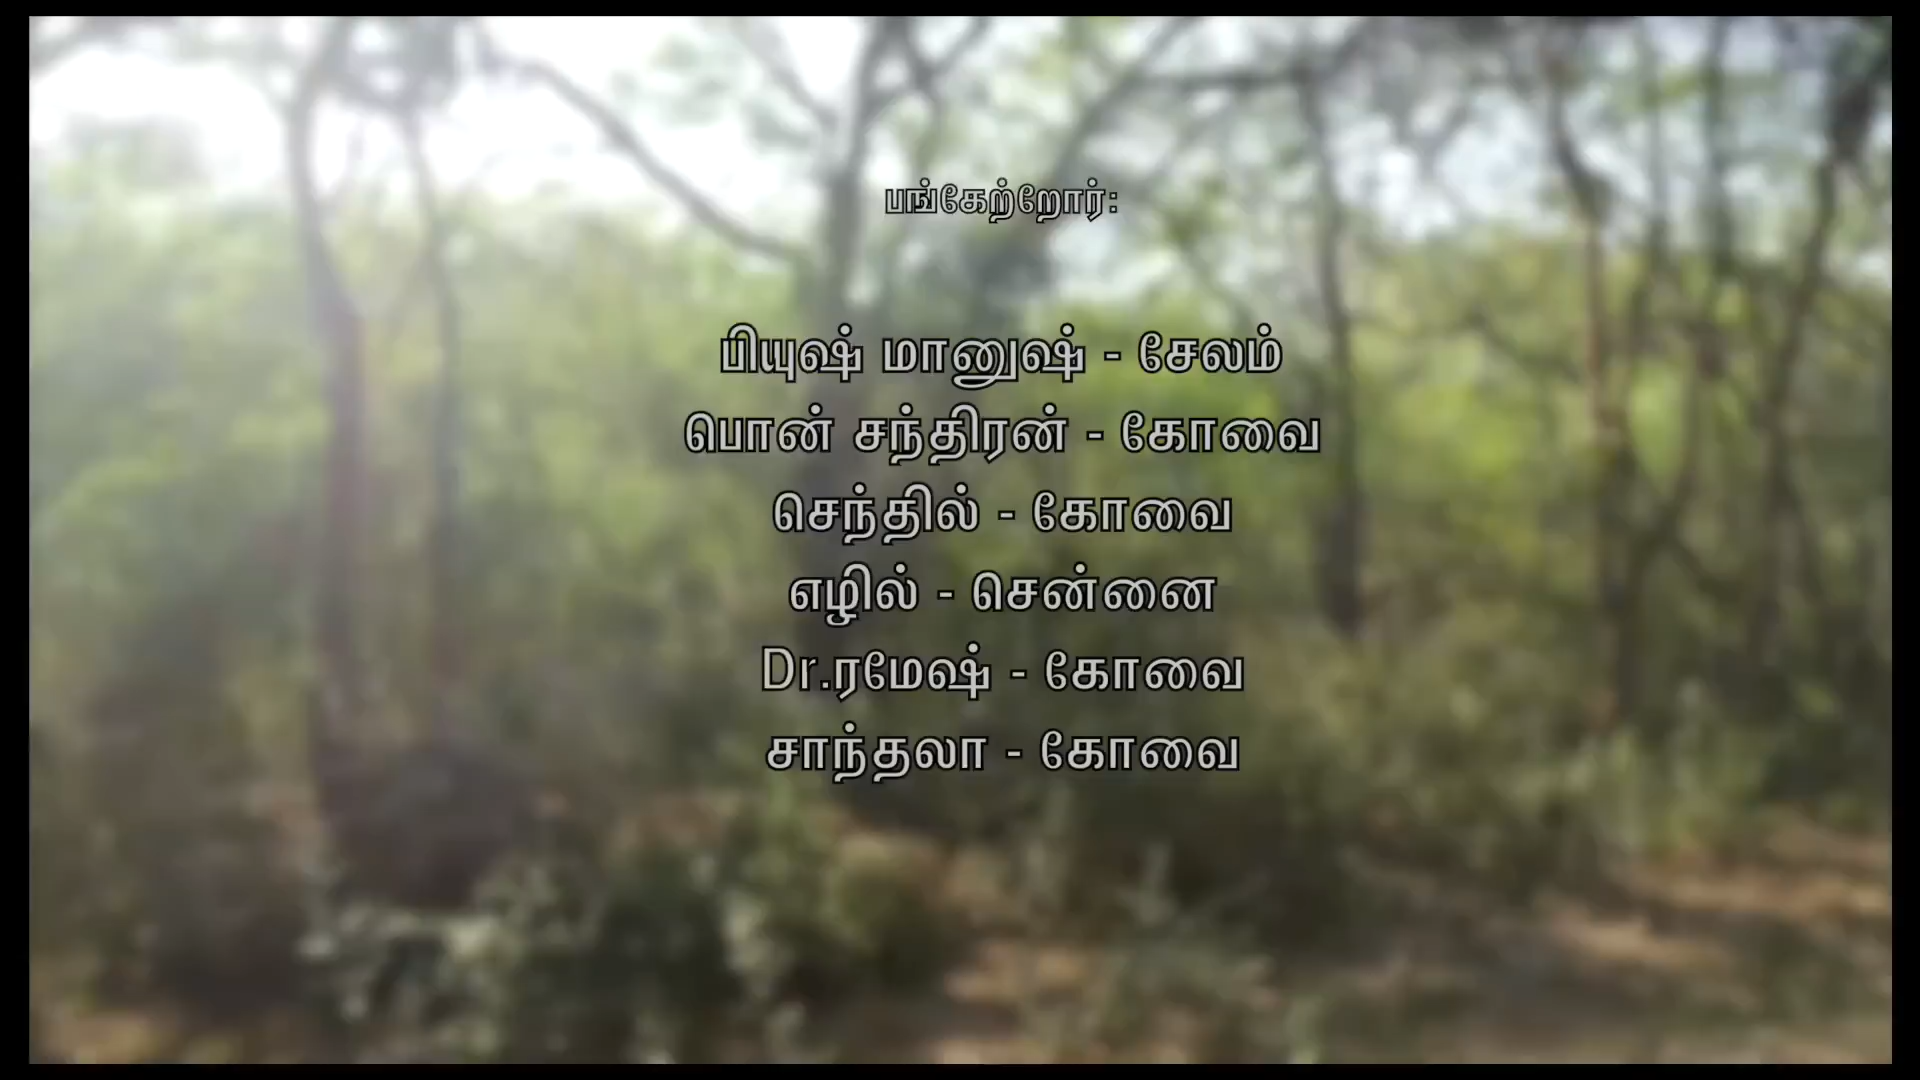 பங்கேற்றோர்:
பியுஷ் மானுஷ் - சேலம்
பொன் சந்திரன் - கோவை
செந்தில் - கோவை
எழில் - சென்னை
Dr.ரமேஷ் - கோவை
சாந்தலா - கோவை